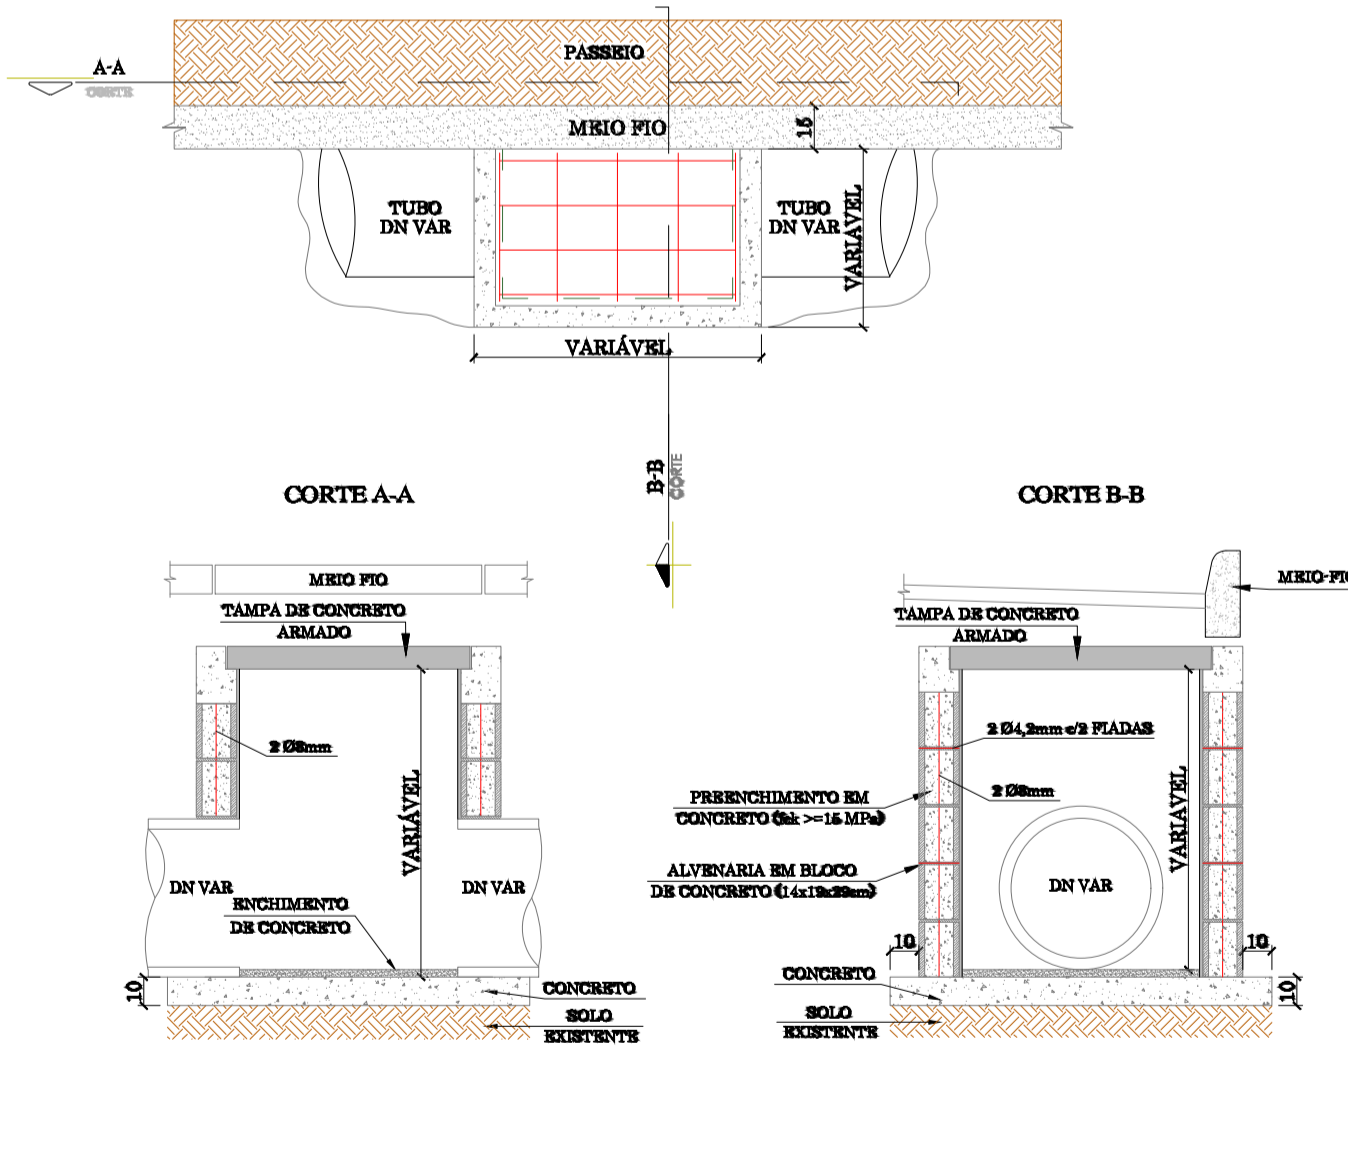 PASSEIO
A-A
CORTE
MEIO FIO
15
TUBO
DN VAR
TUBO
DN VAR
VARIÁVEL
VARIÁVEL
B-B
CORTE
CORTE A-A
CORTE B-B
MEIO FIO
MEIO-FIO
TAMPA DE CONCRETO
ARMADO
TAMPA DE CONCRETO
ARMADO
2 Ø8mm
VARIÁVEL
2 Ø4,2mm c/2 FIADAS
2 Ø8mm
PREENCHIMENTO EM
CONCRETO (fck >=15 MPa)
VARIÁVEL
ALVENARIA EM BLOCO
DE CONCRETO (14x19x29cm)
DN VAR
DN VAR
DN VAR
ENCHIMENTO
DE CONCRETO
10
10
10
CONCRETO
SOLO
EXISTENTE
CONCRETO
SOLO
EXISTENTE
10